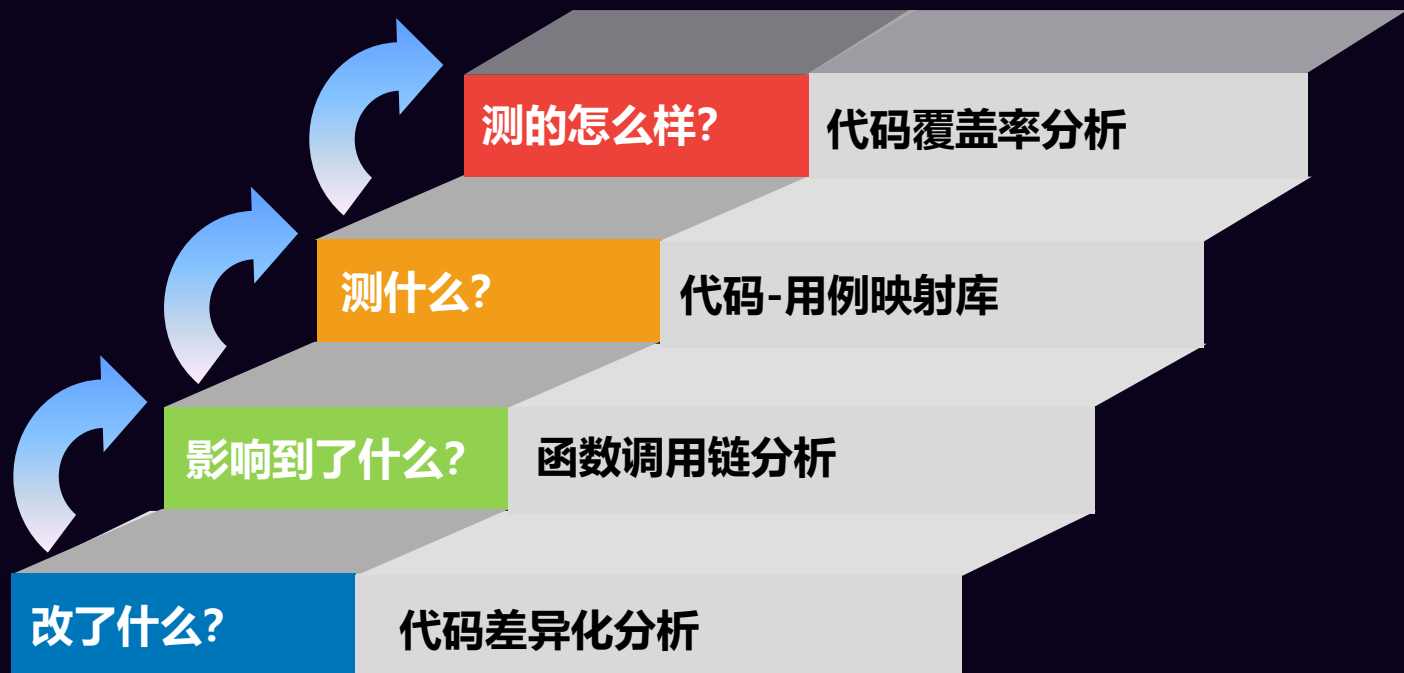 测的怎么样？ 代码覆盖率分析
测什么？ 代码-用例映射库
影响到了什么？ 函数调用链分析
改了什么？ 代码差异化分析